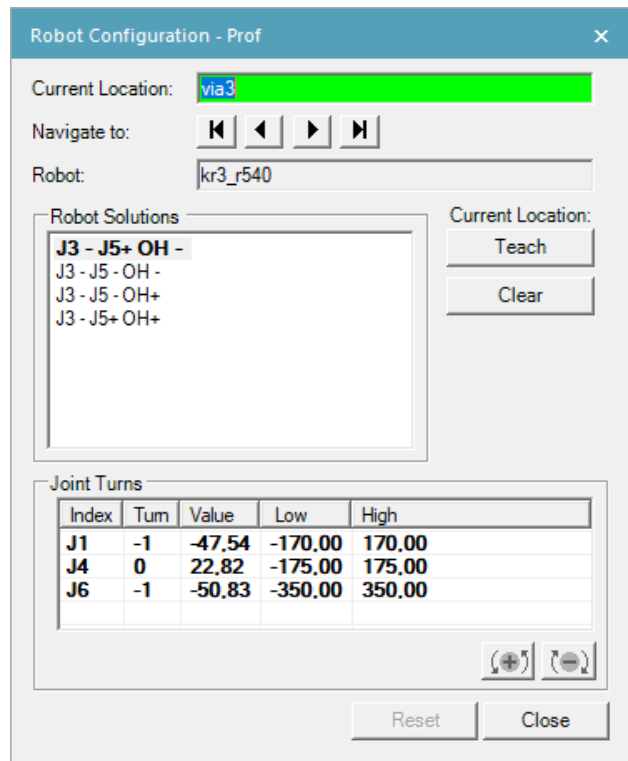 Robot Configuration - Prof
Current Location: via3
Navigate to:
Robot: kr3_r540
Robot Solutions
Current Location:
J3 - J5+ OH -
Teach
J3 - J5 - OH -
J3 - J5 - OH+
Clear
J3 - J5+ OH+
Joint Turns
Index Turn Value Low High
J1 -1 -47,54 -170,00 170,00
J4 0 22,82 -175,00 175,00
J6 -1 -50,83 -350,00 350,00
Reset Close